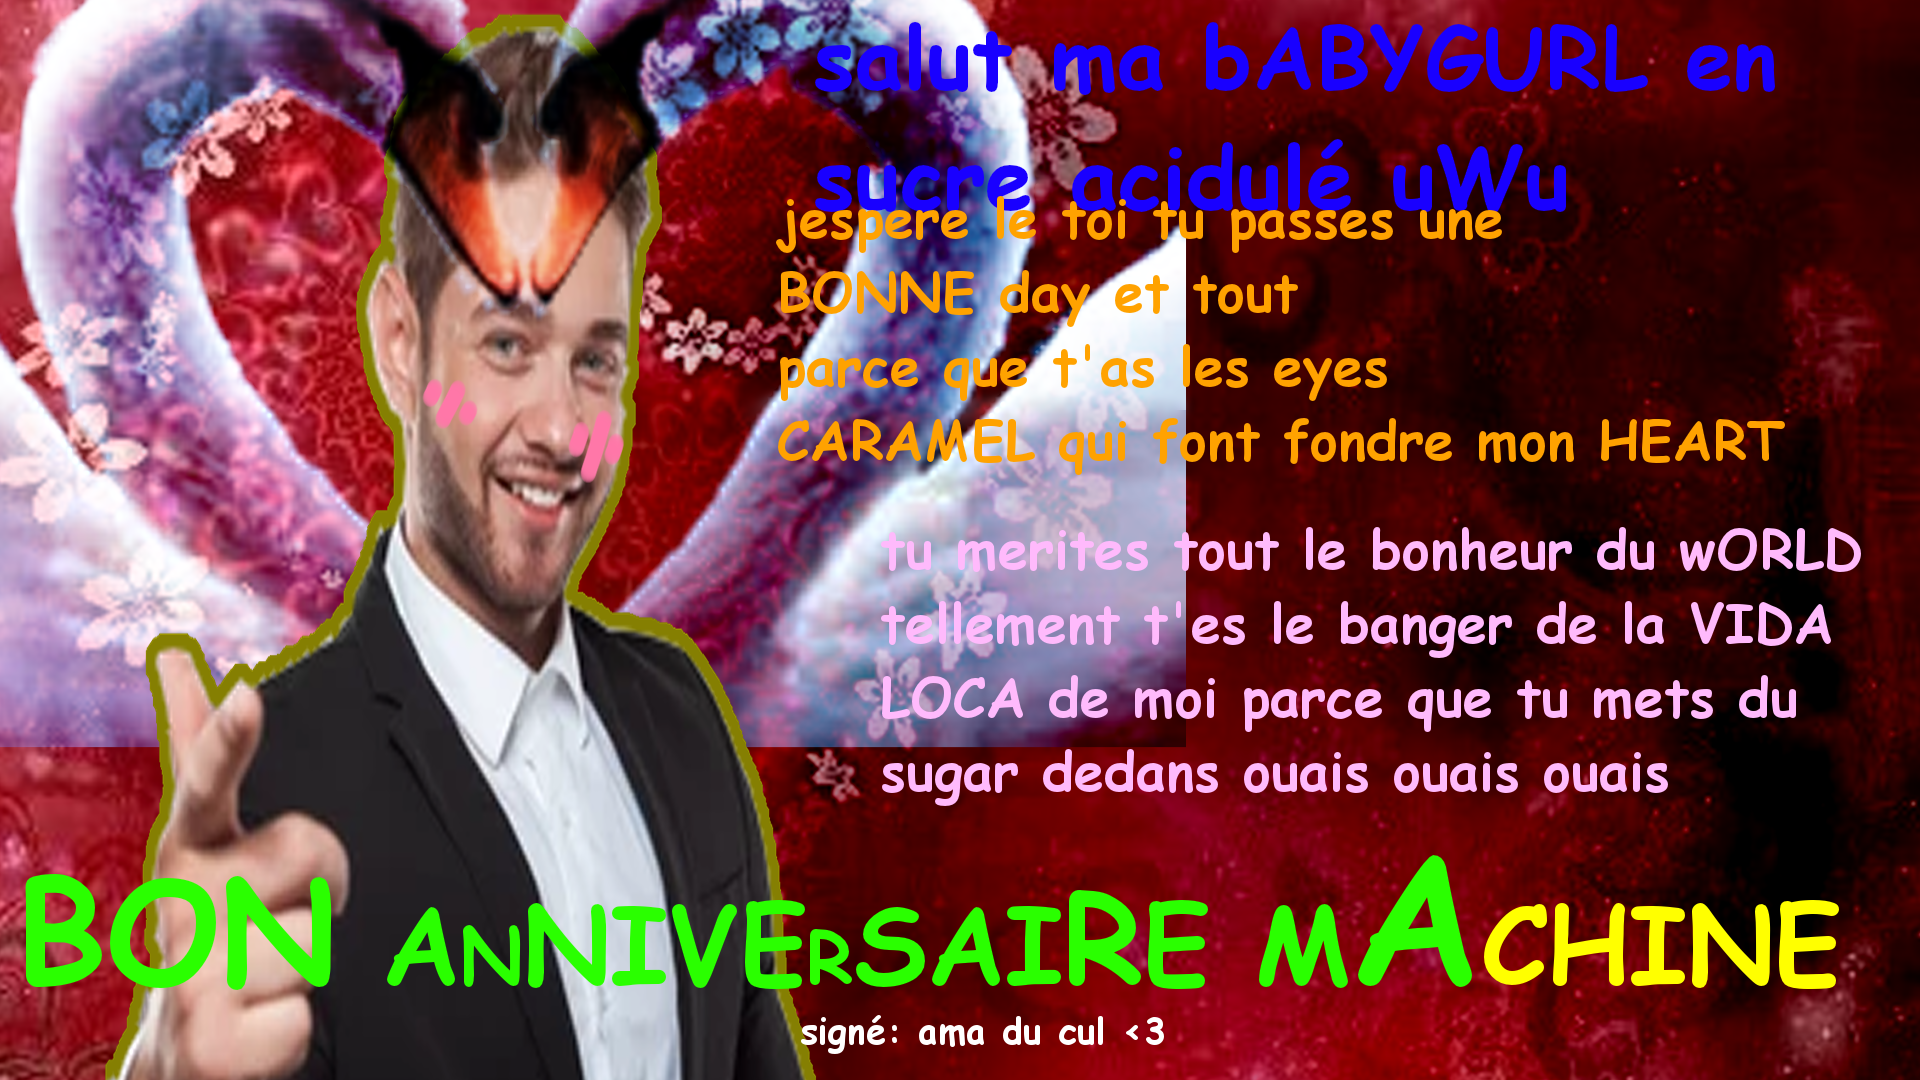 salut ma bABYGURL en
sucre acidulé uWu
jespere le toi tu passes une
BONNE day et tout
parce que t'as les eyes
CARAMEL qui font fondre mon HEART
tu merites tout le bonheur du wORLD
tellement t'es le banger de la VIDA
LOCA de moi parce que tu mets du
sugar dedans ouais ouais ouais
BON ANNIVERSAIRE MACHINE
signé: ama du cul <3